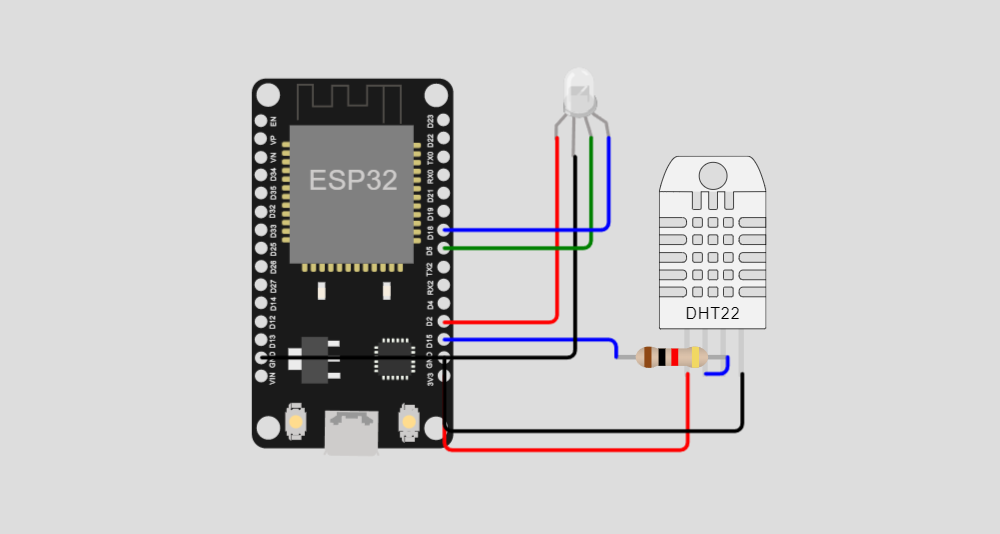 EN
VP
VN
D34
D35
D32
D33
D25
D26
D27
D14
D12
D13
GND
VIN
ESP32
D23
D22
TX0
RX0
D21
D19
D18
D5
TX2
RX2
D4
D2
D15
GND
3V3
DHT22